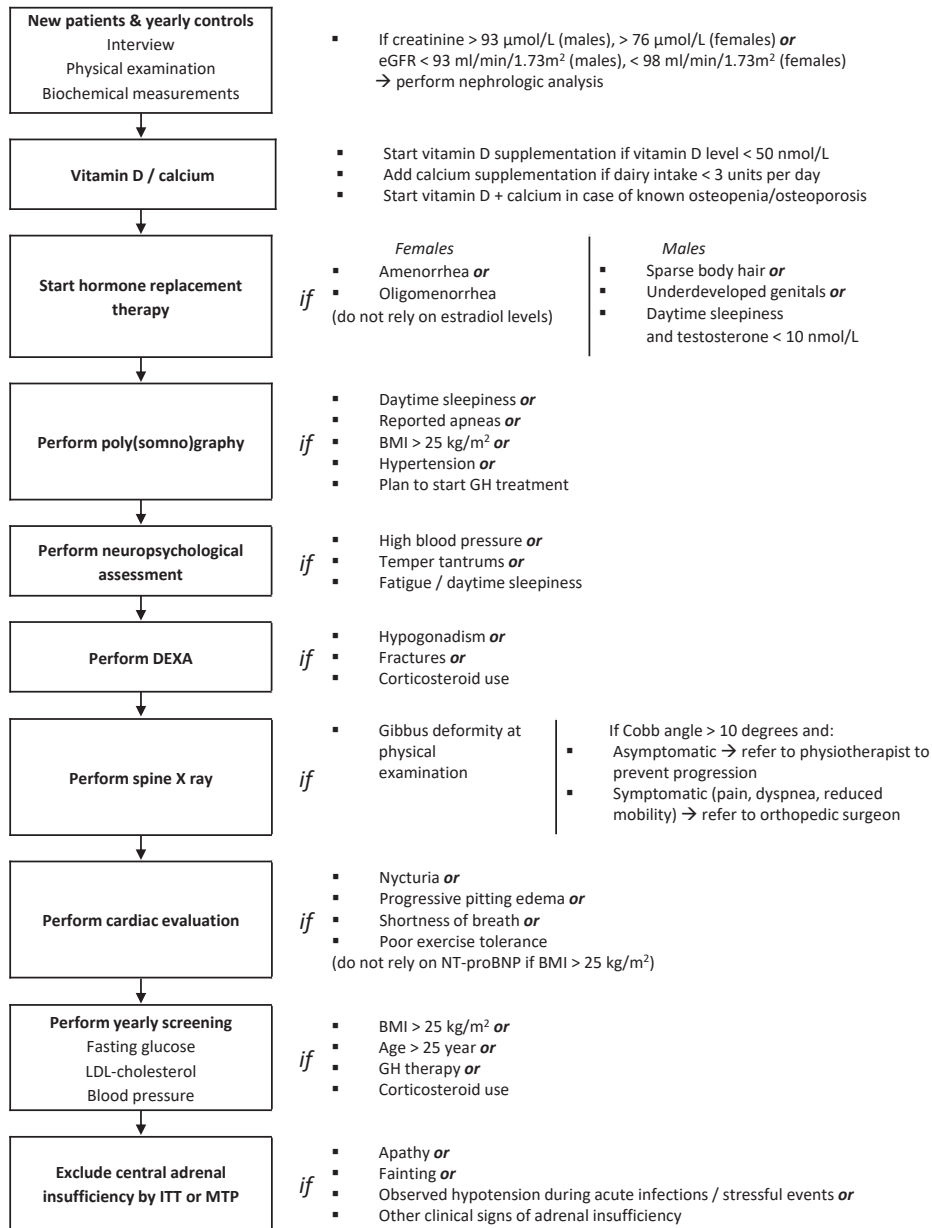 New patients & yearly controls
Interview
Physical examination
Biochemical measurements
▪ If creatinine > 93 μmol/L (males), > 76 μmol/L (females) or
eGFR < 93 ml/min/1.73m² (males), < 98 ml/min/1.73m² (females)
→ perform nephrologic analysis
Vitamin D / calcium
▪ Start vitamin D supplementation if vitamin D level < 50 nmol/L
▪ Add calcium supplementation if dairy intake < 3 units per day
▪ Start vitamin D + calcium in case of known osteopenia/osteoporosis
Start hormone replacement
therapy
if
Females
▪ Amenorrhea or
▪ Oligomenorrhea
(do not rely on estradiol levels)
Males
▪ Sparse body hair or
▪ Underdeveloped genitals or
▪ Daytime sleepiness
and testosterone < 10 nmol/L
Perform poly(somno)graphy
if
▪ Daytime sleepiness or
▪ Reported apneas or
▪ BMI > 25 kg/m² or
▪ Hypertension or
▪ Plan to start GH treatment
Perform neuropsychological
assessment
if
▪ High blood pressure or
▪ Temper tantrums or
▪ Fatigue / daytime sleepiness
Perform DEXA
if
▪ Hypogonadism or
▪ Fractures or
▪ Corticosteroid use
Perform spine X ray
if
▪ Gibbus deformity at
physical
examination
If Cobb angle > 10 degrees and:
▪ Asymptomatic → refer to physiotherapist to
prevent progression
▪ Symptomatic (pain, dyspnea, reduced
mobility) → refer to orthopedic surgeon
Perform cardiac evaluation
if
▪ Nycturia or
▪ Progressive pitting edema or
▪ Shortness of breath or
▪ Poor exercise tolerance
(do not rely on NT-proBNP if BMI > 25 kg/m²)
Perform yearly screening
Fasting glucose
LDL-cholesterol
Blood pressure
if
▪ BMI > 25 kg/m² or
▪ Age > 25 year or
▪ GH therapy or
▪ Corticosteroid use
Exclude central adrenal
insufficiency by ITT or MTP
if
▪ Apathy or
▪ Fainting or
▪ Observed hypotension during acute infections / stressful events or
▪ Other clinical signs of adrenal insufficiency